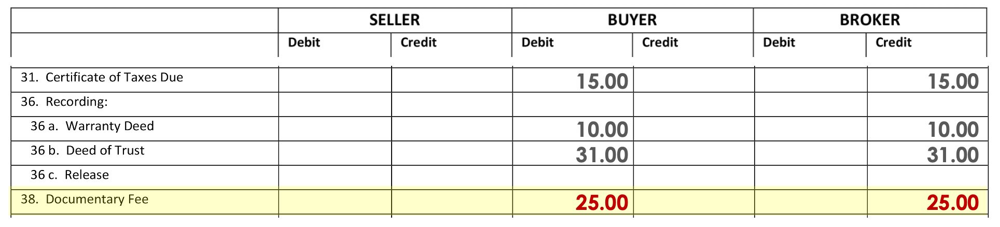 SELLER BUYER BROKER
Debit Credit Debit Credit Debit Credit
31. Certificate of Taxes Due 15.00 15.00
36. Recording:
36 a. Warranty Deed 10.00 10.00
36 b. Deed of Trust 31.00 31.00
36 c. Release
38. Documentary Fee 25.00 25.00